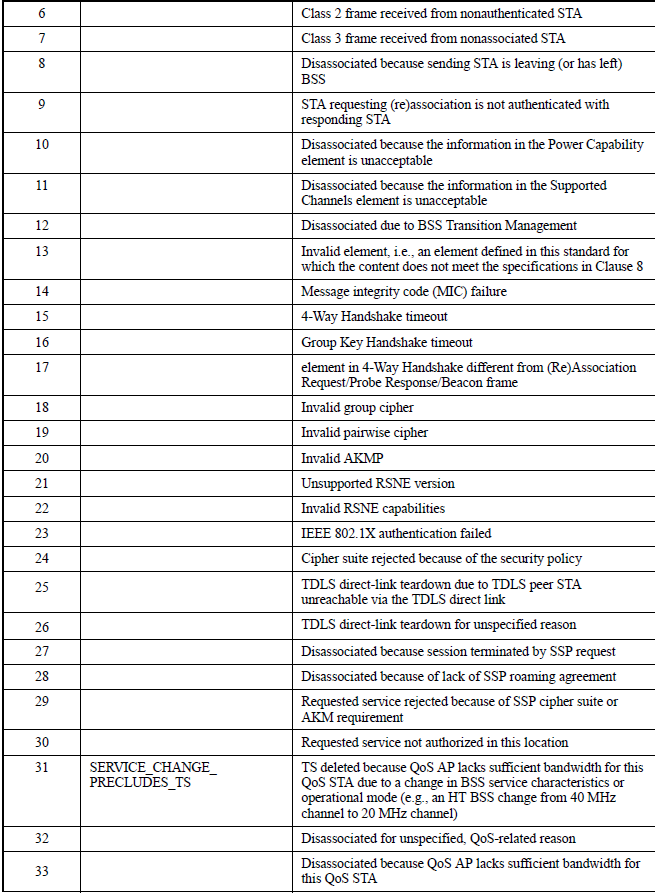 6 Class 2 frame received from nonauthenticated STA
7 Class 3 frame received from nonassociated STA
8 Disassociated because sending STA is leaving (or has left)
BSS
9 STA requesting (re)association is not authenticated with
responding STA
10 Disassociated because the information in the Power Capability
element is unacceptable
11 Disassociated because the information in the Supported
Channels element is unacceptable
12 Disassociated due to BSS Transition Management
13 Invalid element, i.e., an element defined in this standard for
which the content does not meet the specifications in Clause 8
14 Message integrity code (MIC) failure
15 4-Way Handshake timeout
16 Group Key Handshake timeout
17 element in 4-Way Handshake different from (Re)Association
Request/Probe Response/Beacon frame
18 Invalid group cipher
19 Invalid pairwise cipher
20 Invalid AKMP
21 Unsupported RSNE version
22 Invalid RSNE capabilities
23 IEEE 802.1X authentication failed
24 Cipher suite rejected because of the security policy
25 TDLS direct-link teardown due to TDLS peer STA
unreachable via the TDLS direct link
26 TDLS direct-link teardown for unspecified reason
27 Disassociated because session terminated by SSP request
28 Disassociated because of lack of SSP roaming agreement
29 Requested service rejected because of SSP cipher suite or
AKM requirement
30 Requested service not authorized in this location
31 SERVICE_CHANGE_ TS deleted because QoS AP lacks sufficient bandwidth for this
PRECLUDES_TS QoS STA due to a change in BSS service characteristics or
operational mode (e.g., an HT BSS change from 40 MHz
channel to 20 MHz channel)
32 Disassociated for unspecified, QoS-related reason
33 Disassociated because QoS AP lacks sufficient bandwidth for
this QoS STA